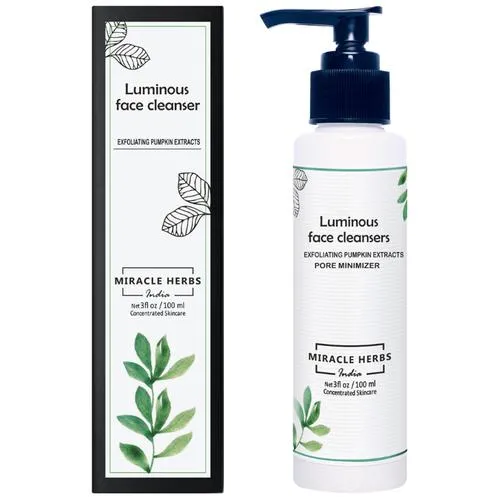 Luminous
face cleanser
EXFOLIATING PUMPKIN EXTRACTS
MIRACLE HERBS
India
Net 3fl oz / 100 ml
Concentrated Skincare
Luminous
face cleansers
EXFOLIATING PUMPKIN EXTRACTS
PORE MINIMIZER
MIRACLE HERBS
India
Net 3fl oz / 100 ml
Concentrated Skincare